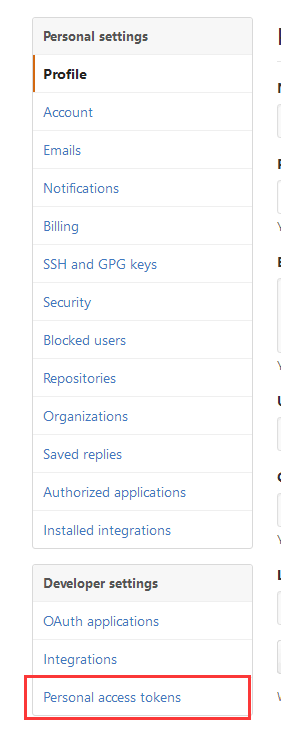 Personal settings
Profile
Account
Emails
Notifications
Billing
SSH and GPG keys
Security
Blocked users
Repositories
Organizations
Saved replies
Authorized applications
Installed integrations
Developer settings
OAuth applications
Integrations
Personal access tokens